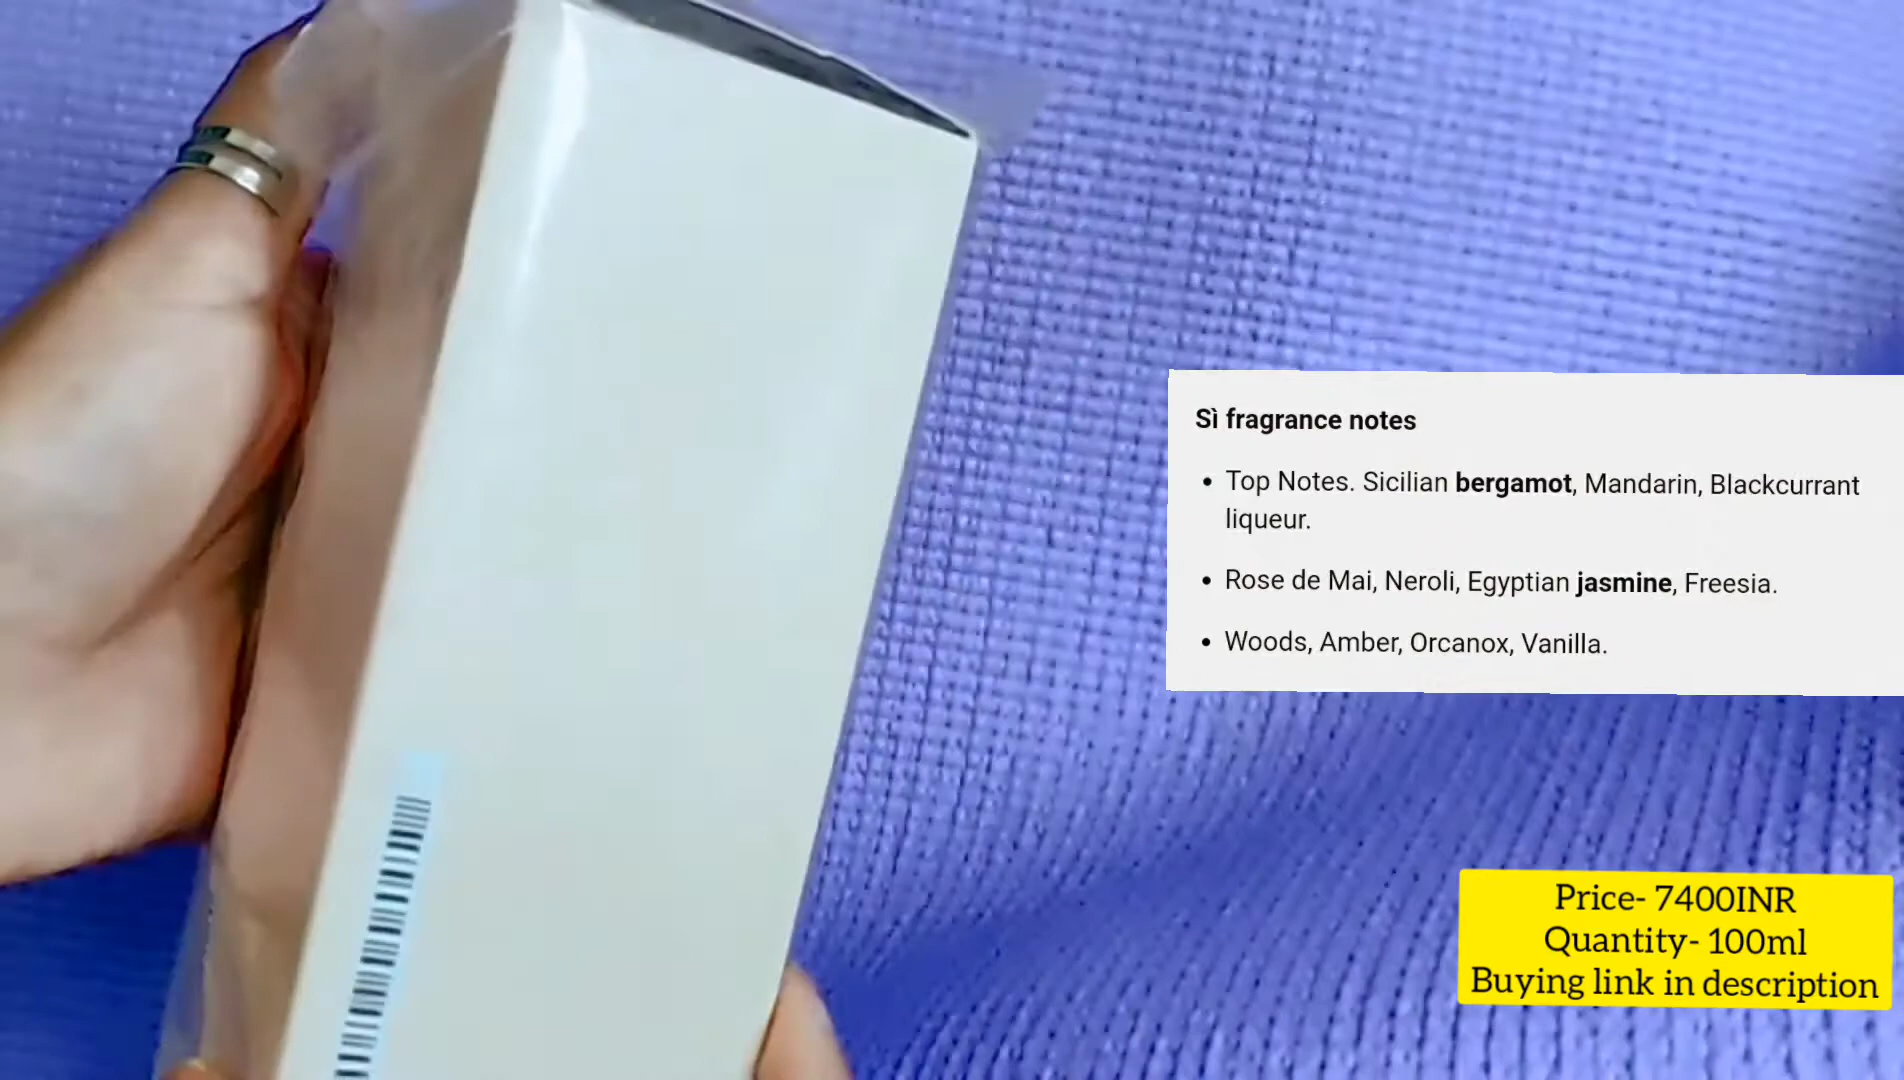 Sì fragrance notes
• Top Notes. Sicilian bergamot, Mandarin, Blackcurrant
liqueur.
• Rose de Mai, Neroli, Egyptian jasmine, Freesia.
• Woods, Amber, Orcanox, Vanilla.
Price- 7400INR
Quantity- 100ml
Buying link in description